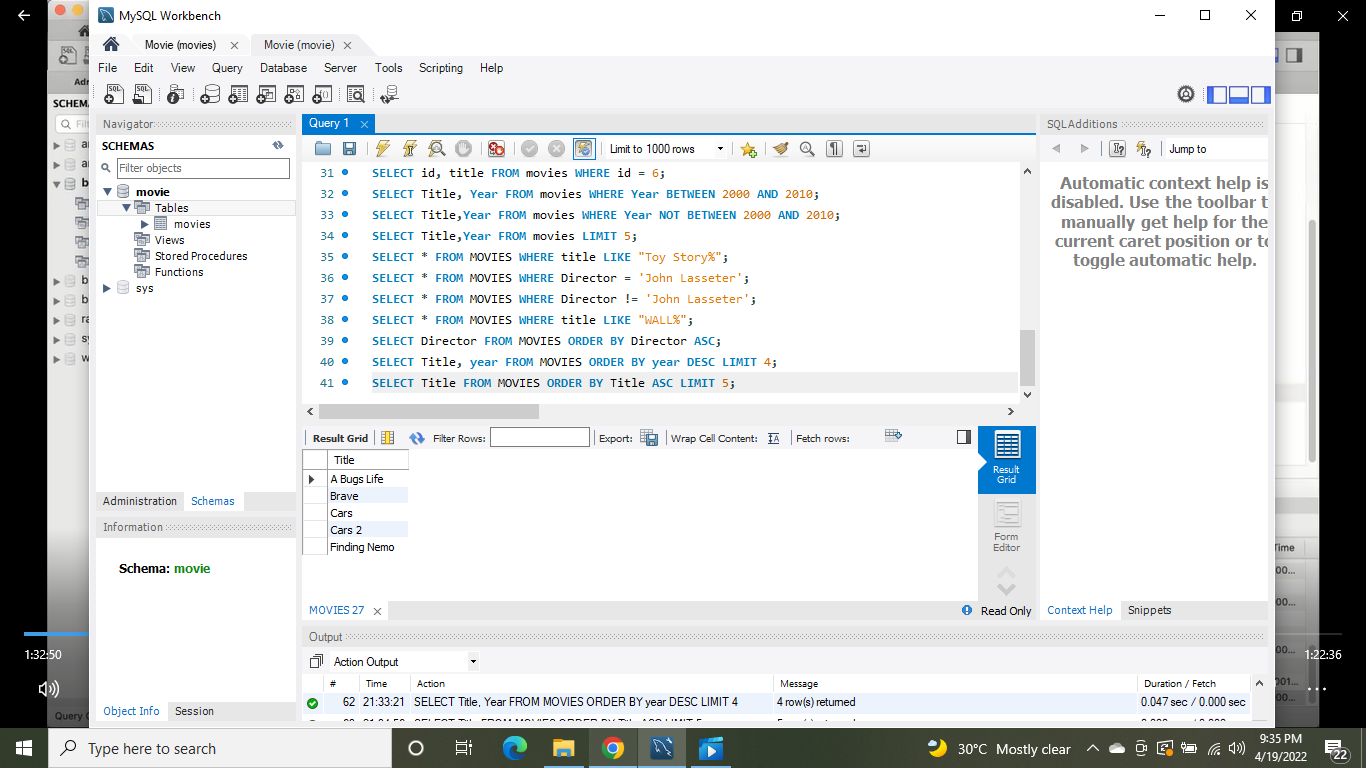 MySQL Workbench
Movie (movies)
Movie (movie)
File Edit View Query Database Server Tools Scripting Help
Navigator
SCHEMAS
Filter objects
movie
Tables
movies
Views
Stored Procedures
Functions
sys
Administration Schemas
Information
Schema: movie
Object Info Session
Query 1
Limit to 1000 rows
31 SELECT id, title FROM movies WHERE id = 6;
32 SELECT Title, Year FROM movies WHERE Year BETWEEN 2000 AND 2010;
33 SELECT Title,Year FROM movies WHERE Year NOT BETWEEN 2000 AND 2010;
34 SELECT Title,Year FROM movies LIMIT 5;
35 SELECT * FROM MOVIES WHERE title LIKE "Toy Story%";
36 SELECT * FROM MOVIES WHERE Director = 'John Lasseter';
37 SELECT * FROM MOVIES WHERE Director != 'John Lasseter';
38 SELECT * FROM MOVIES WHERE title LIKE "WALL%";
39 SELECT Director FROM MOVIES ORDER BY Director ASC;
40 SELECT Title, year FROM MOVIES ORDER BY year DESC LIMIT 4;
41 SELECT Title FROM MOVIES ORDER BY Title ASC LIMIT 5;
Result Grid Filter Rows: Export: Wrap Cell Content: Fetch rows:
Title
A Bugs Life
Brave
Cars
Cars 2
Finding Nemo
Result
Grid
Form
Editor
MOVIES 27
Read Only
SQLAdditions
Jump to
Automatic context help is
disabled. Use the toolbar t
manually get help for the
current caret position or to
toggle automatic help.
Context Help Snippets
Output
Action Output
# Time Action Message Duration / Fetch
62 21:33:21 SELECT Title, Year FROM MOVIES ORDER BY year DESC LIMIT 4 4 row(s) returned 0.047 sec / 0.000 sec
1:32:50
1:22:36
Type here to search
30°C Mostly clear
9:35 PM
4/19/2022
22